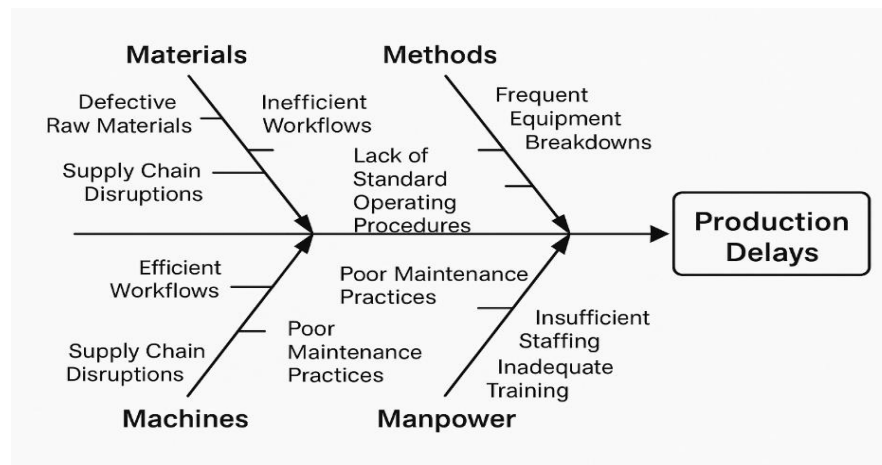 Materials
Methods
Defective
Raw Materials
Inefficient
Workflows
Supply Chain
Disruptions
Frequent
Equipment
Breakdowns
Lack of
Standard
Operating
Procedures
Production
Delays
Efficient
Workflows
Supply Chain
Disruptions
Poor
Maintenance
Practices
Poor Maintenance
Practices
Insufficient
Staffing
Inadequate
Training
Machines
Manpower